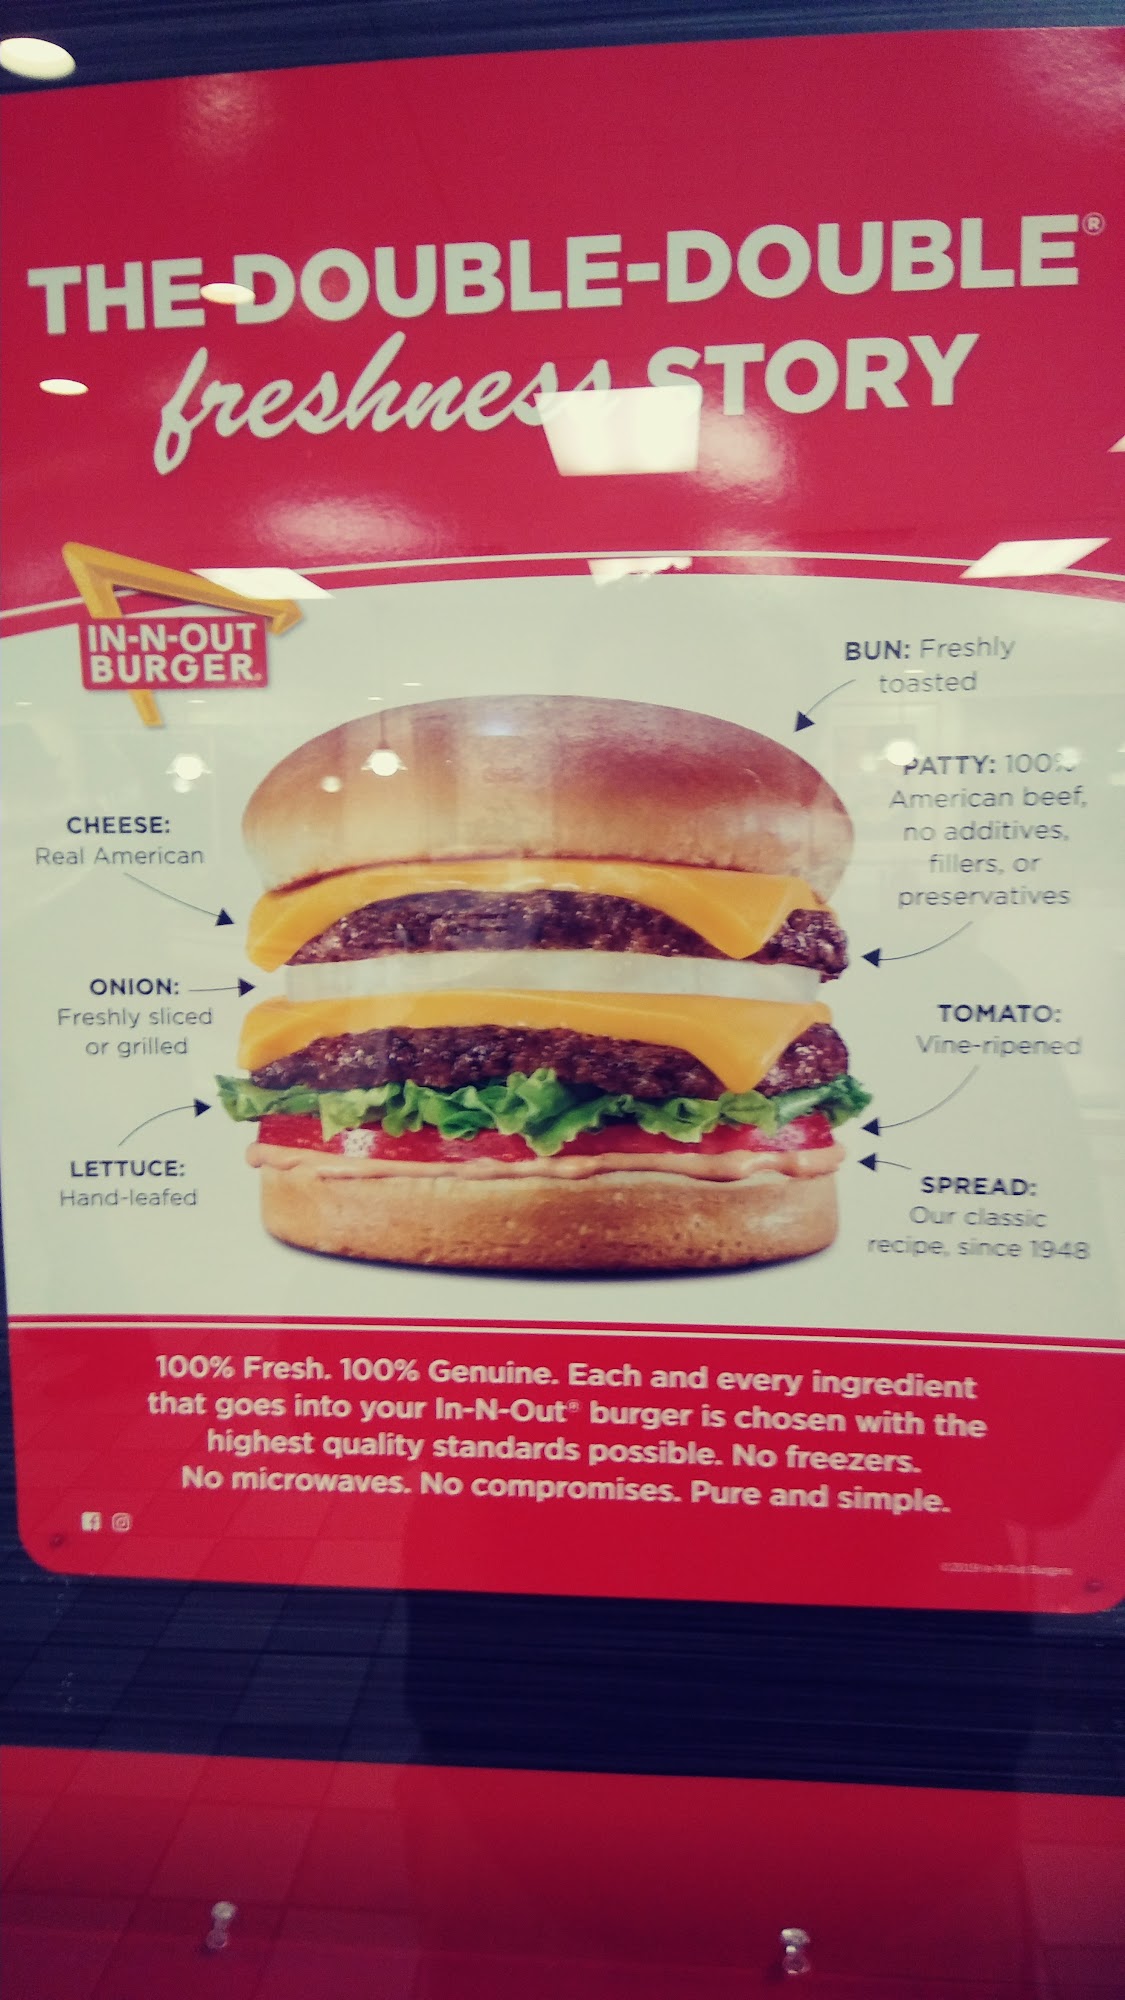 THE DOUBLE-DOUBLE®
freshness STORY
IN-N-OUT
BURGER®
BUN: Freshly
toasted
PATTY: 100%
American beef,
no additives,
fillers, or
preservatives
CHEESE:
Real American
ONION:
Freshly sliced
or grilled
TOMATO:
Vine-ripened
LETTUCE:
Hand-leafed
SPREAD:
Our classic
recipe, since 1948
100% Fresh. 100% Genuine. Each and every ingredient
that goes into your In-N-Out® burger is chosen with the
highest quality standards possible. No freezers.
No microwaves. No compromises. Pure and simple.